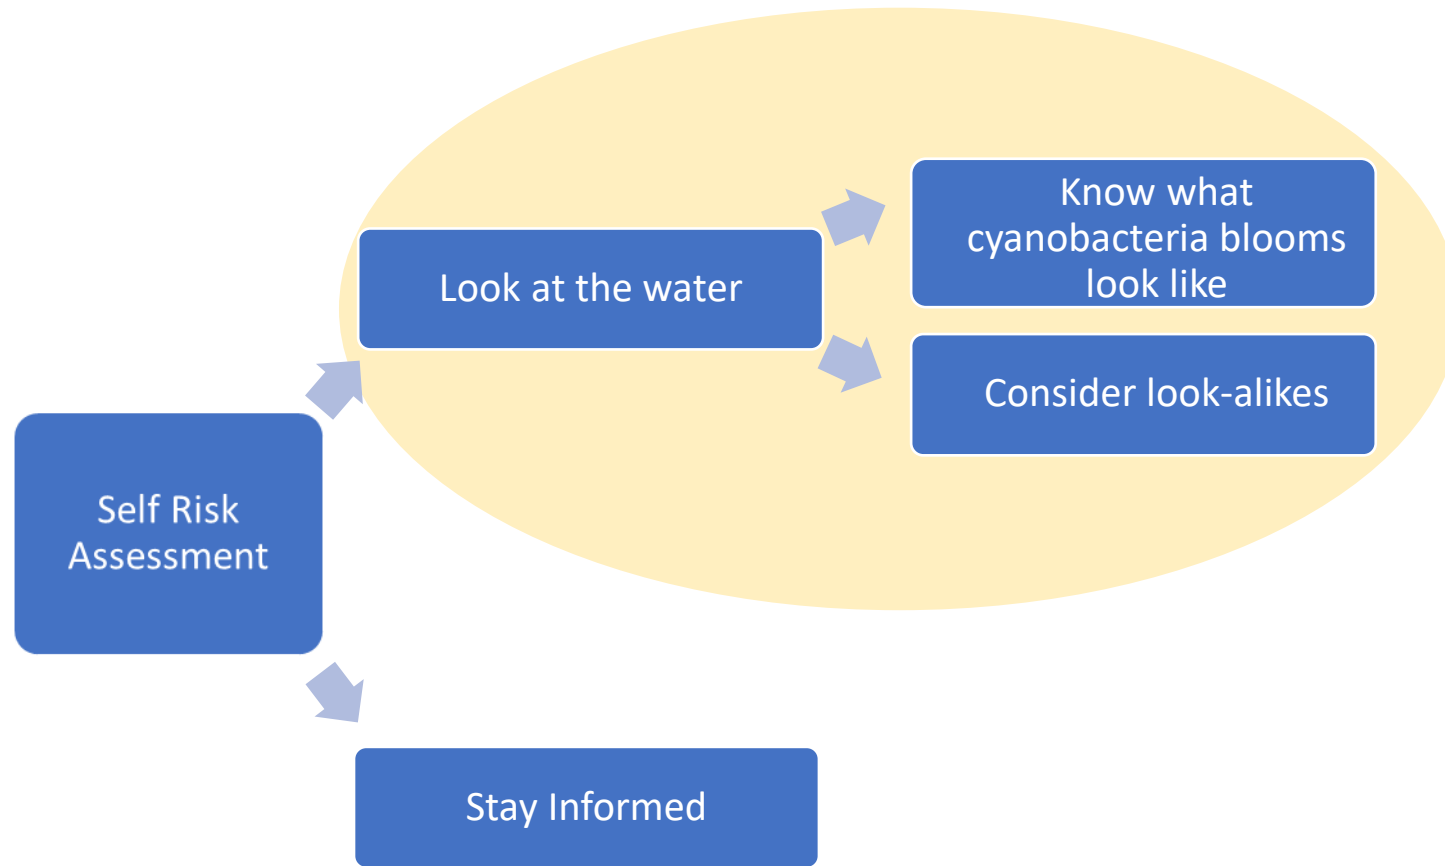 Self Risk
Assessment
Look at the water
Know what
cyanobacteria blooms
look like
Consider look-alikes
Stay Informed